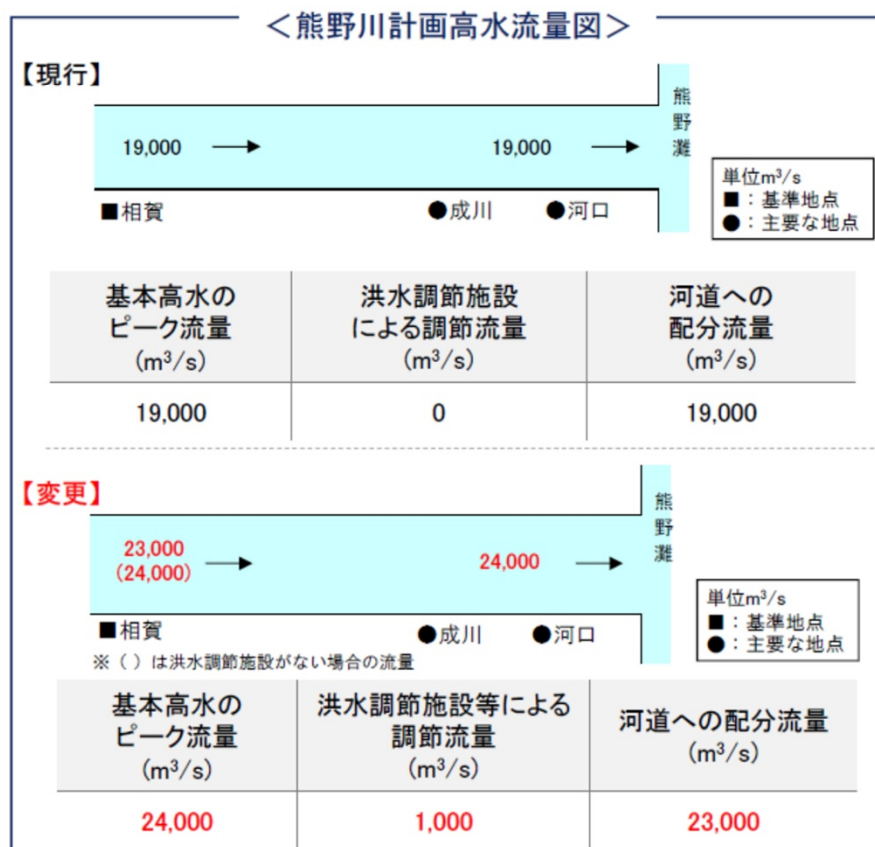 ＜熊野川計画高水流量図＞
【現行】
19,000
19,000
熊野灘
■相賀
●成川
●河口
単位m³/s
■：基準地点
●：主要な地点
基本高水の
ピーク流量
(m³/s)
洪水調節施設
による調節流量
(m³/s)
河道への
配分流量
(m³/s)
19,000
0
19,000
【変更】
23,000
(24,000)
24,000
熊野灘
■相賀
●成川
●河口
※（ ）は洪水調節施設がない場合の流量
単位m³/s
■：基準地点
●：主要な地点
基本高水の
ピーク流量
(m³/s)
洪水調節施設等による
調節流量
(m³/s)
河道への配分流量
(m³/s)
24,000
1,000
23,000